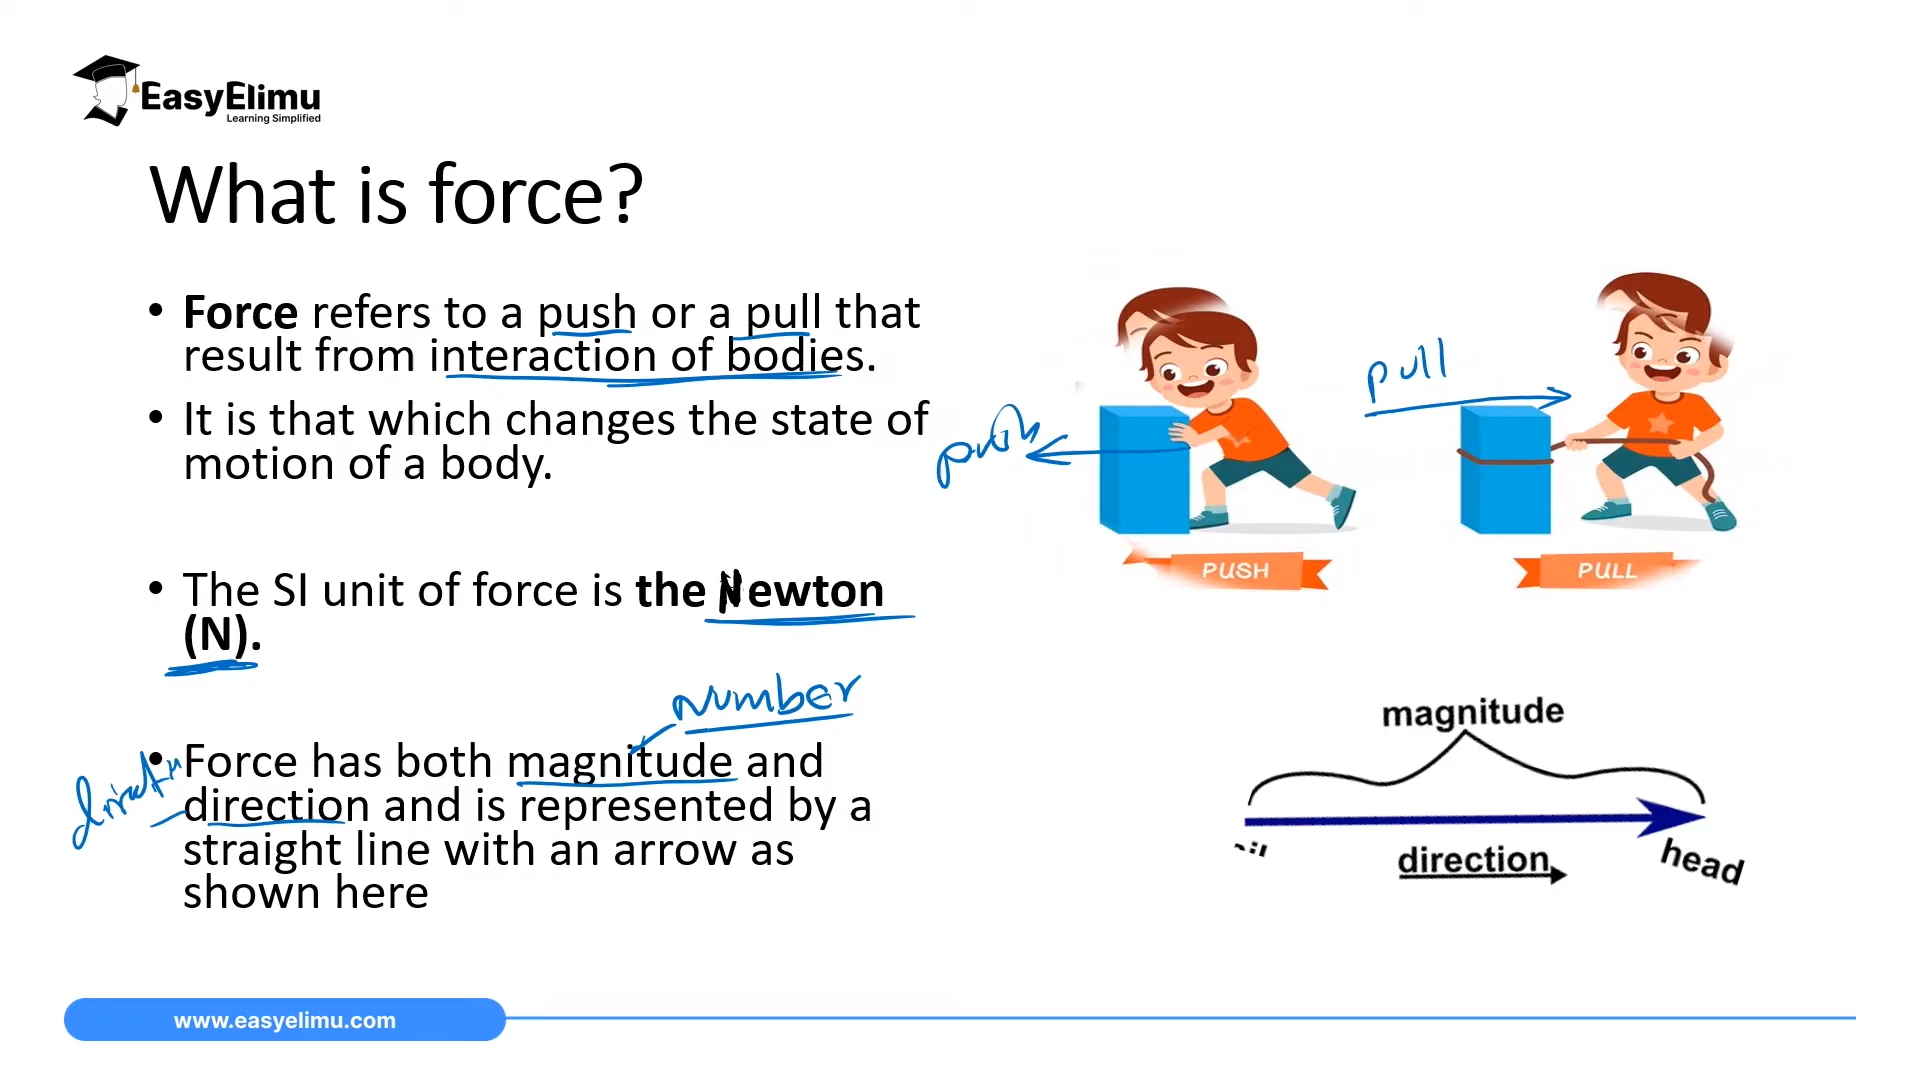 EasyElimu
Learning Simplified
What is force?
• Force refers to a push or a pull that
result from interaction of bodies.
• It is that which changes the state of
motion of a body.
• The SI unit of force is the Newton
(N).
Number
• Force has both magnitude and
direction and is represented by a
straight line with an arrow as
shown here
push
pull
PUSH
PULL
magnitude
direction
head
www.easyelimu.com